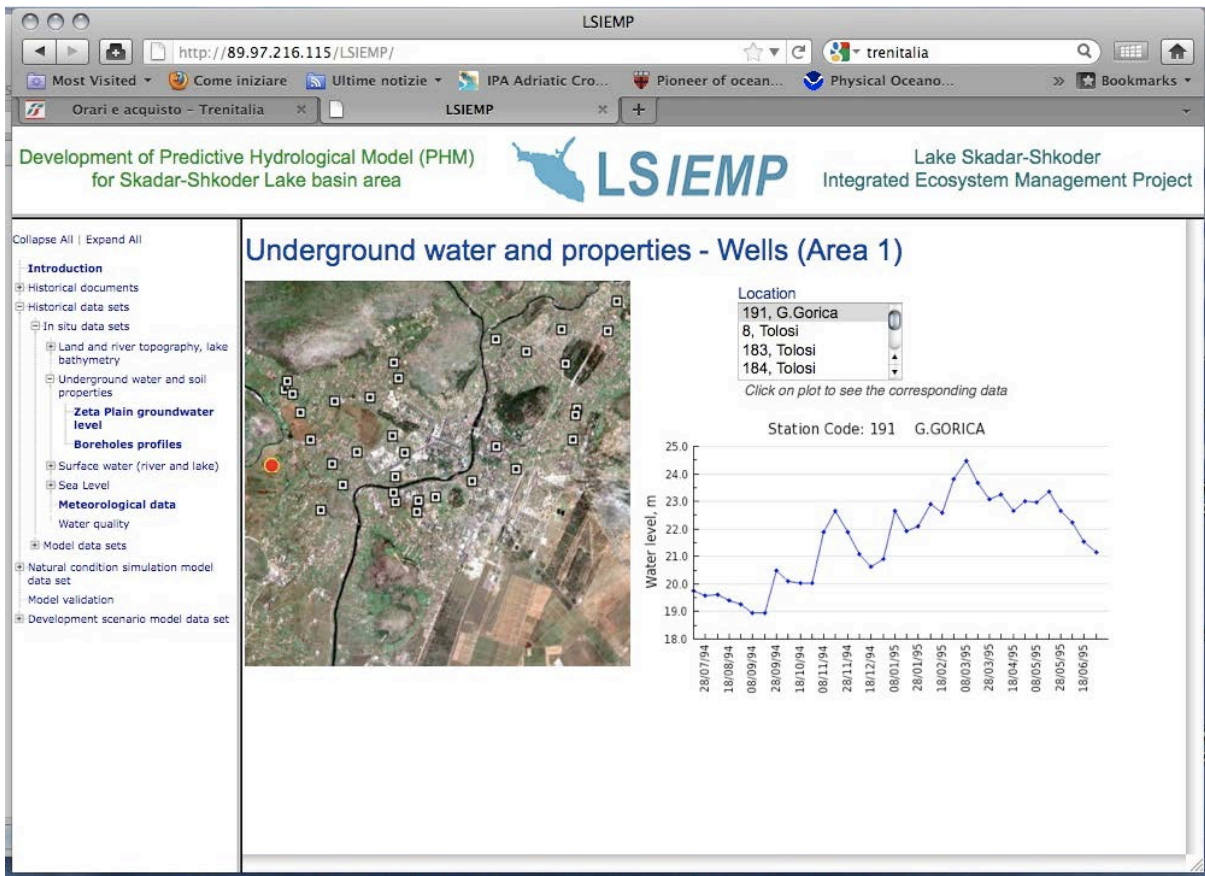 LSIEMP
http://89.97.216.115/LSIEMP/
trenitalia
Most Visited
Come iniziare
Ultime notizie
IPA Adriatic Cro...
Pioneer of ocean...
Physical Oceano...
»
Bookmarks
Orari e acquisto – Trenitalia
LSIEMP
Development of Predictive Hydrological Model (PHM)
for Skadar-Shkoder Lake basin area
LSIEMP
Lake Skadar-Shkoder
Integrated Ecosystem Management Project
Collapse All | Expand All
Introduction
Historical documents
Historical data sets
In situ data sets
Land and river topography, lake
bathymetry
Underground water and soil
properties
Zeta Plain groundwater
level
Boreholes profiles
Surface water (river and lake)
Sea Level
Meteorological data
Water quality
Model data sets
Natural condition simulation model
data set
Model validation
Development scenario model data set
Underground water and properties - Wells (Area 1)
Location
191, G.Gorica
8, Tolosi
183, Tolosi
184, Tolosi
Click on plot to see the corresponding data
Station Code: 191 G.GORICA
Water level, m
25.0
24.0
23.0
22.0
21.0
20.0
19.0
18.0
28/07/94
18/08/94
08/09/94
28/09/94
18/10/94
08/11/94
28/11/94
18/12/94
08/01/95
28/01/95
18/02/95
08/03/95
28/03/95
18/04/95
08/05/95
28/05/95
18/06/95